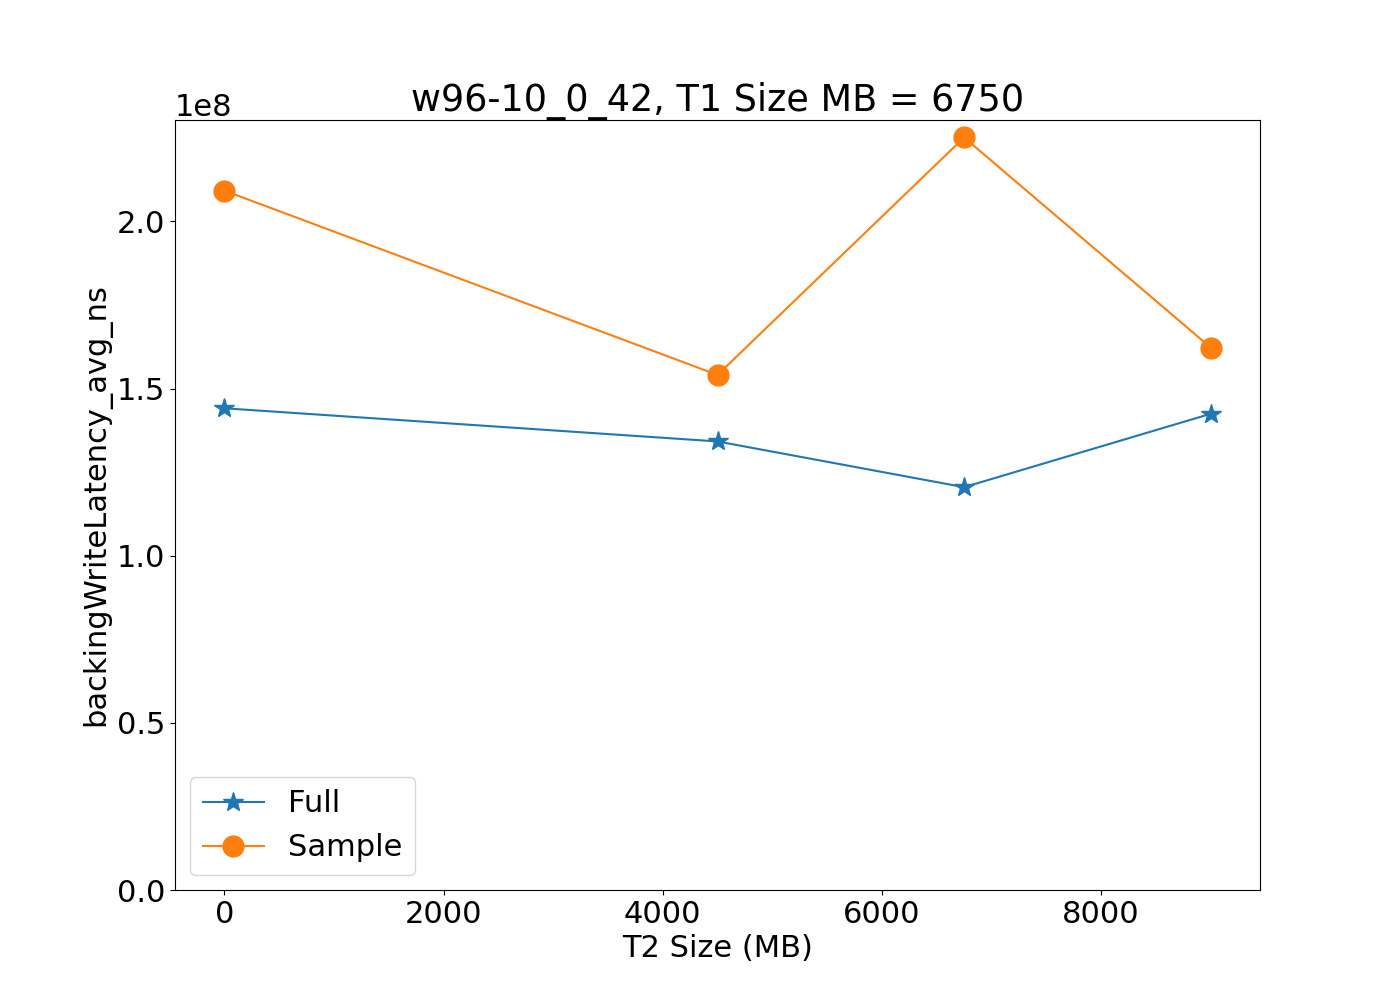 w96-10_0_42, T1 Size MB = 6750
1e8
2.0
1.5
1.0
0.5
0.0
backingWriteLatency_avg_ns
Full
Sample
0 2000 4000 6000 8000
T2 Size (MB)